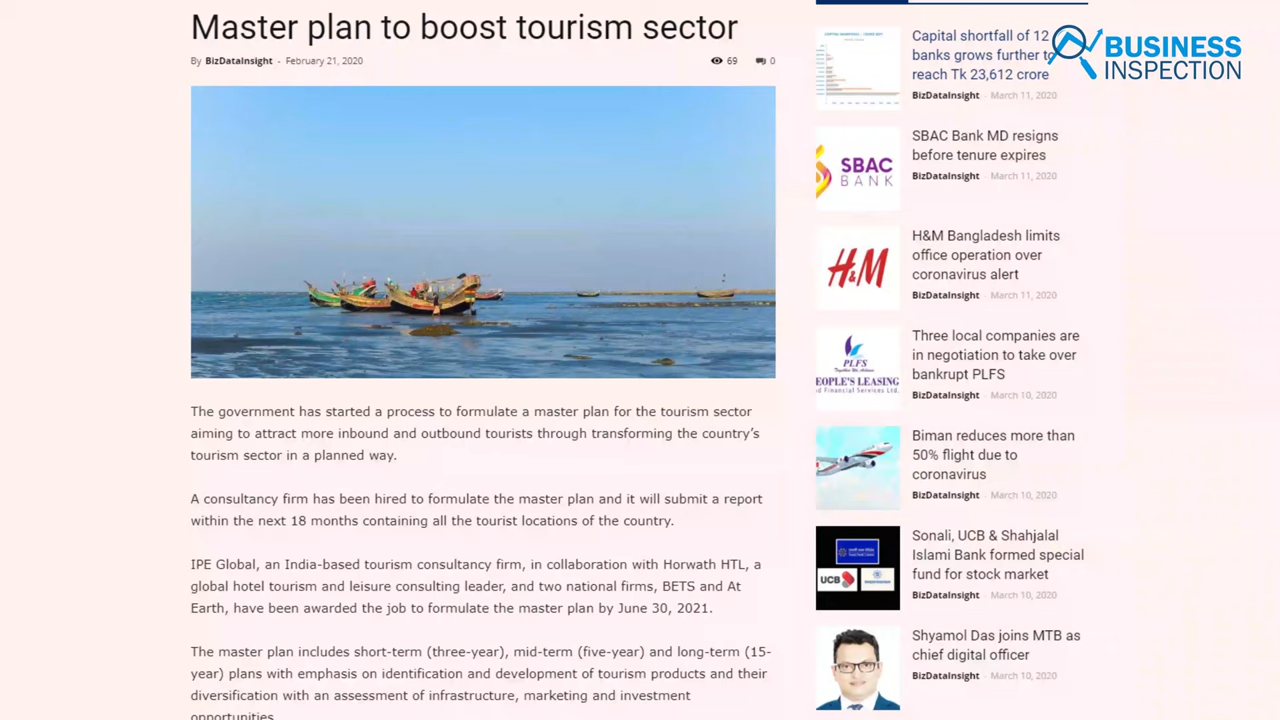 Master plan to boost tourism sector
By BizDataInsight - February 21, 2020
69
0
The government has started a process to formulate a master plan for the tourism sector
aiming to attract more inbound and outbound tourists through transforming the country's
tourism sector in a planned way.
A consultancy firm has been hired to formulate the master plan and it will submit a report
within the next 18 months containing all the tourist locations of the country.
IPE Global, an India-based tourism consultancy firm, in collaboration with Horwath HTL, a
global hotel tourism and leisure consulting leader, and two national firms, BETS and At
Earth, have been awarded the job to formulate the master plan by June 30, 2021.
The master plan includes short-term (three-year), mid-term (five-year) and long-term (15-
year) plans with emphasis on identification and development of tourism products and their
diversification with an assessment of infrastructure, marketing and investment
opportunities.
Capital shortfall of 12
banks grows further to
reach Tk 23,612 crore
BizDataInsight - March 11, 2020
SBAC
BANK
SBAC Bank MD resigns
before tenure expires
BizDataInsight - March 11, 2020
H&M
H&M Bangladesh limits
office operation over
coronavirus alert
BizDataInsight - March 11, 2020
PLFS
EOPLE'S LEASING
nd Financial Services Ltd.
Three local companies are
in negotiation to take over
bankrupt PLFS
BizDataInsight - March 10, 2020
Biman reduces more than
50% flight due to
coronavirus
BizDataInsight - March 10, 2020
UCB
Sonali, UCB & Shahjalal
Islami Bank formed special
fund for stock market
BizDataInsight - March 10, 2020
Shyamol Das joins MTB as
chief digital officer
BizDataInsight - March 10, 2020
BUSINESS
INSPECTION